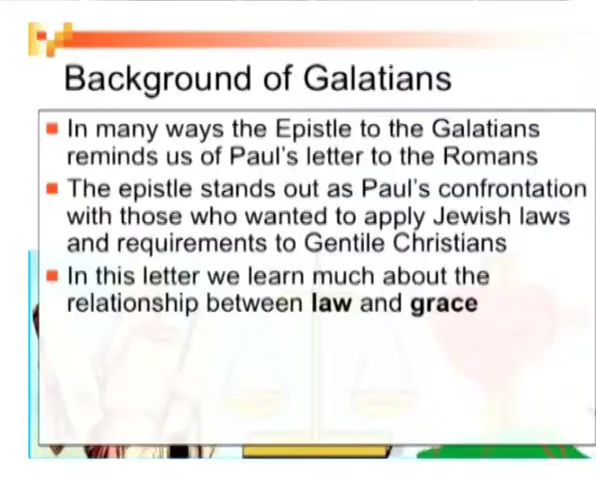 Background of Galatians
In many ways the Epistle to the Galatians
reminds us of Paul's letter to the Romans
The epistle stands out as Paul's confrontation
with those who wanted to apply Jewish laws
and requirements to Gentile Christians
In this letter we learn much about the
relationship between law and grace